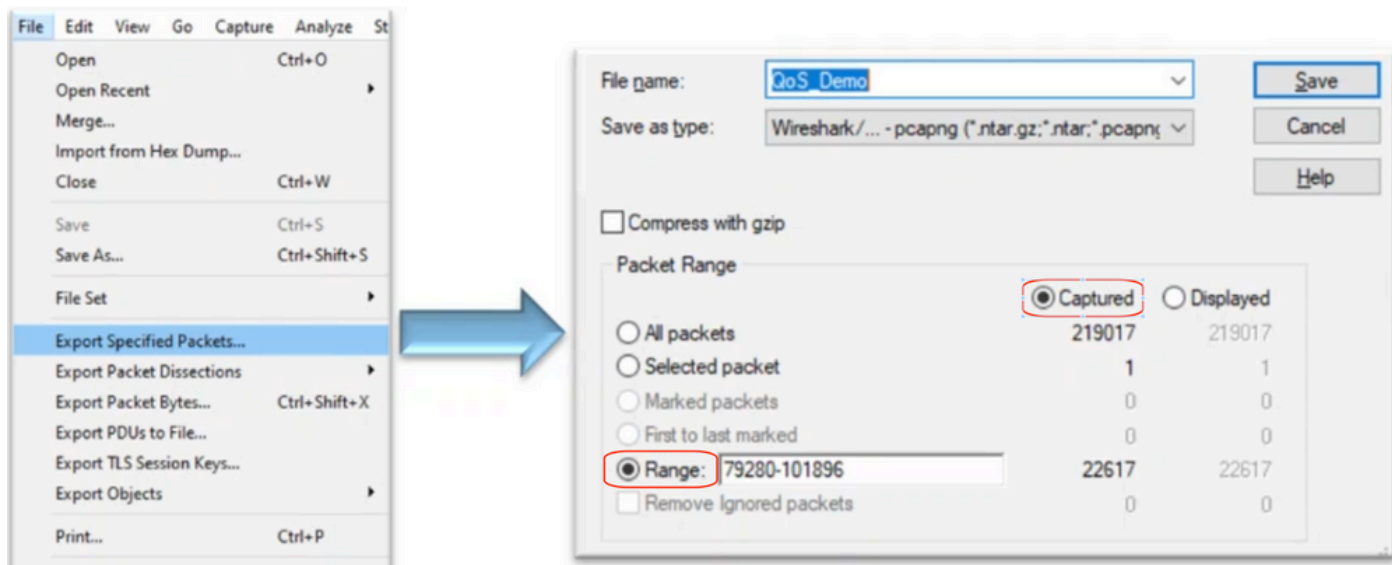 File Edit View Go Capture Analyze St
Open Ctrl+O
Open Recent
Merge...
Import from Hex Dump...
Close Ctrl+W
Save Ctrl+S
Save As... Ctrl+Shift+S
File Set
Export Specified Packets...
Export Packet Dissections
Export Packet Bytes... Ctrl+Shift+X
Export PDUs to File...
Export TLS Session Keys...
Export Objects
Print... Ctrl+P
File name: QoS_Demo Save
Save as type: Wireshark/... - pcapng (*.ntar.gz;*.ntar;*.pcapng Cancel
Help
Compress with gzip
Packet Range
Captured Displayed
All packets 219017 219017
Selected packet 1 1
Marked packets 0 0
First to last marked 0 0
Range: 79280-101896 22617 22617
Remove Ignored packets 0 0